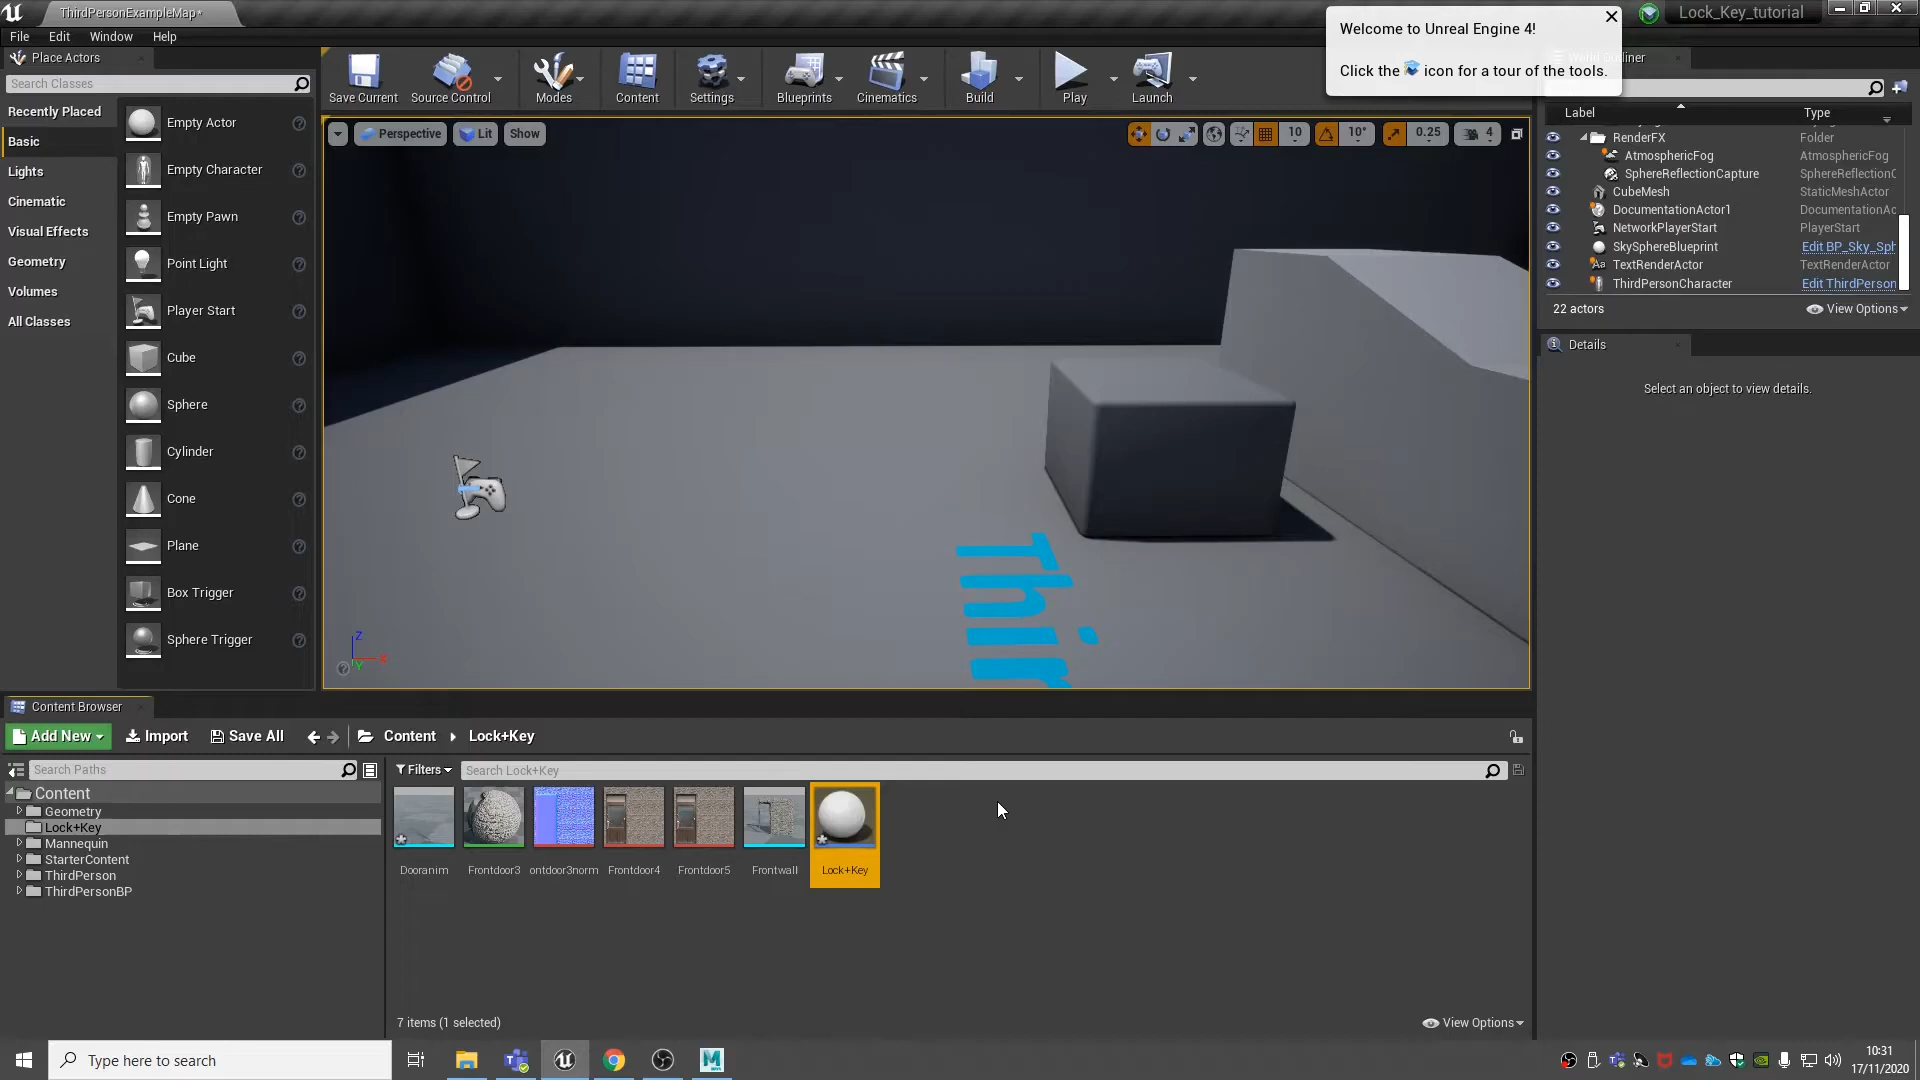 ThirdPersonExampleMap*
Lock_Key_tutorial
File Edit Window Help
Welcome to Unreal Engine 4!
Click the icon for a tour of the tools.
Place Actors
Search Classes
Recently Placed
Basic
Lights
Cinematic
Visual Effects
Geometry
Volumes
All Classes
Empty Actor
Empty Character
Empty Pawn
Point Light
Player Start
Cube
Sphere
Cylinder
Cone
Plane
Box Trigger
Sphere Trigger
Save Current Source Control Modes Content Settings Blueprints Cinematics Build Play Launch
Perspective Lit Show
10 10° 0.25 4
Thir
Z
X
Y
Label Type
RenderFX Folder
AtmosphericFog AtmosphericFog
SphereReflectionCapture SphereReflectionC
CubeMesh StaticMeshActor
DocumentationActor1 DocumentationAc
NetworkPlayerStart PlayerStart
SkySphereBlueprint Edit BP_Sky_Sph
TextRenderActor TextRenderActor
ThirdPersonCharacter Edit ThirdPerson
22 actors View Options
Details
Select an object to view details.
Content Browser
Add New Import Save All Content Lock+Key
Search Paths
Content
Geometry
Lock+Key
Mannequin
StarterContent
ThirdPerson
ThirdPersonBP
Filters Search Lock+Key
Dooranim Frontdoor3 ontdoor3norm Frontdoor4 Frontdoor5 Frontwall Lock+Key
7 items (1 selected) View Options
Type here to search
10:31
17/11/2020